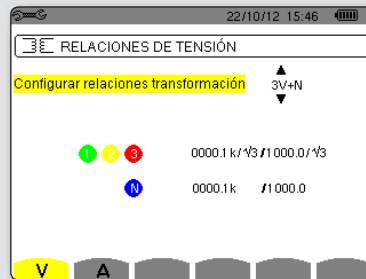 22/10/12 15:46
RELACIONES DE TENSIÓN
Configurar relaciones transformación 3V+N
1 2 3 0000.1 k/√3 / 1000.0/√3
N 0000.1 k / 1000.0
V A